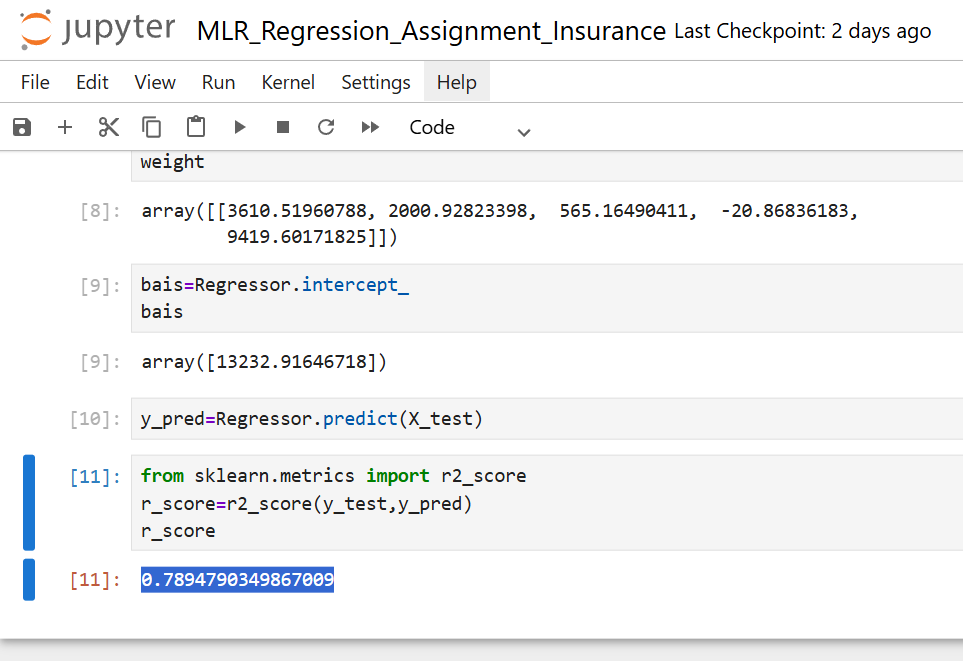 jupyter MLR_Regression_Assignment_Insurance Last Checkpoint: 2 days ago
File Edit View Run Kernel Settings Help
Code
weight
[8]: array([[3610.51960788, 2000.92823398,  565.16490411,  -20.86836183,
        9419.60171825]])
[9]: bais=Regressor.intercept_
bais
[9]: array([13232.91646718])
[10]: y_pred=Regressor.predict(X_test)
[11]: from sklearn.metrics import r2_score
r_score=r2_score(y_test,y_pred)
r_score
[11]: 0.7894790349867009